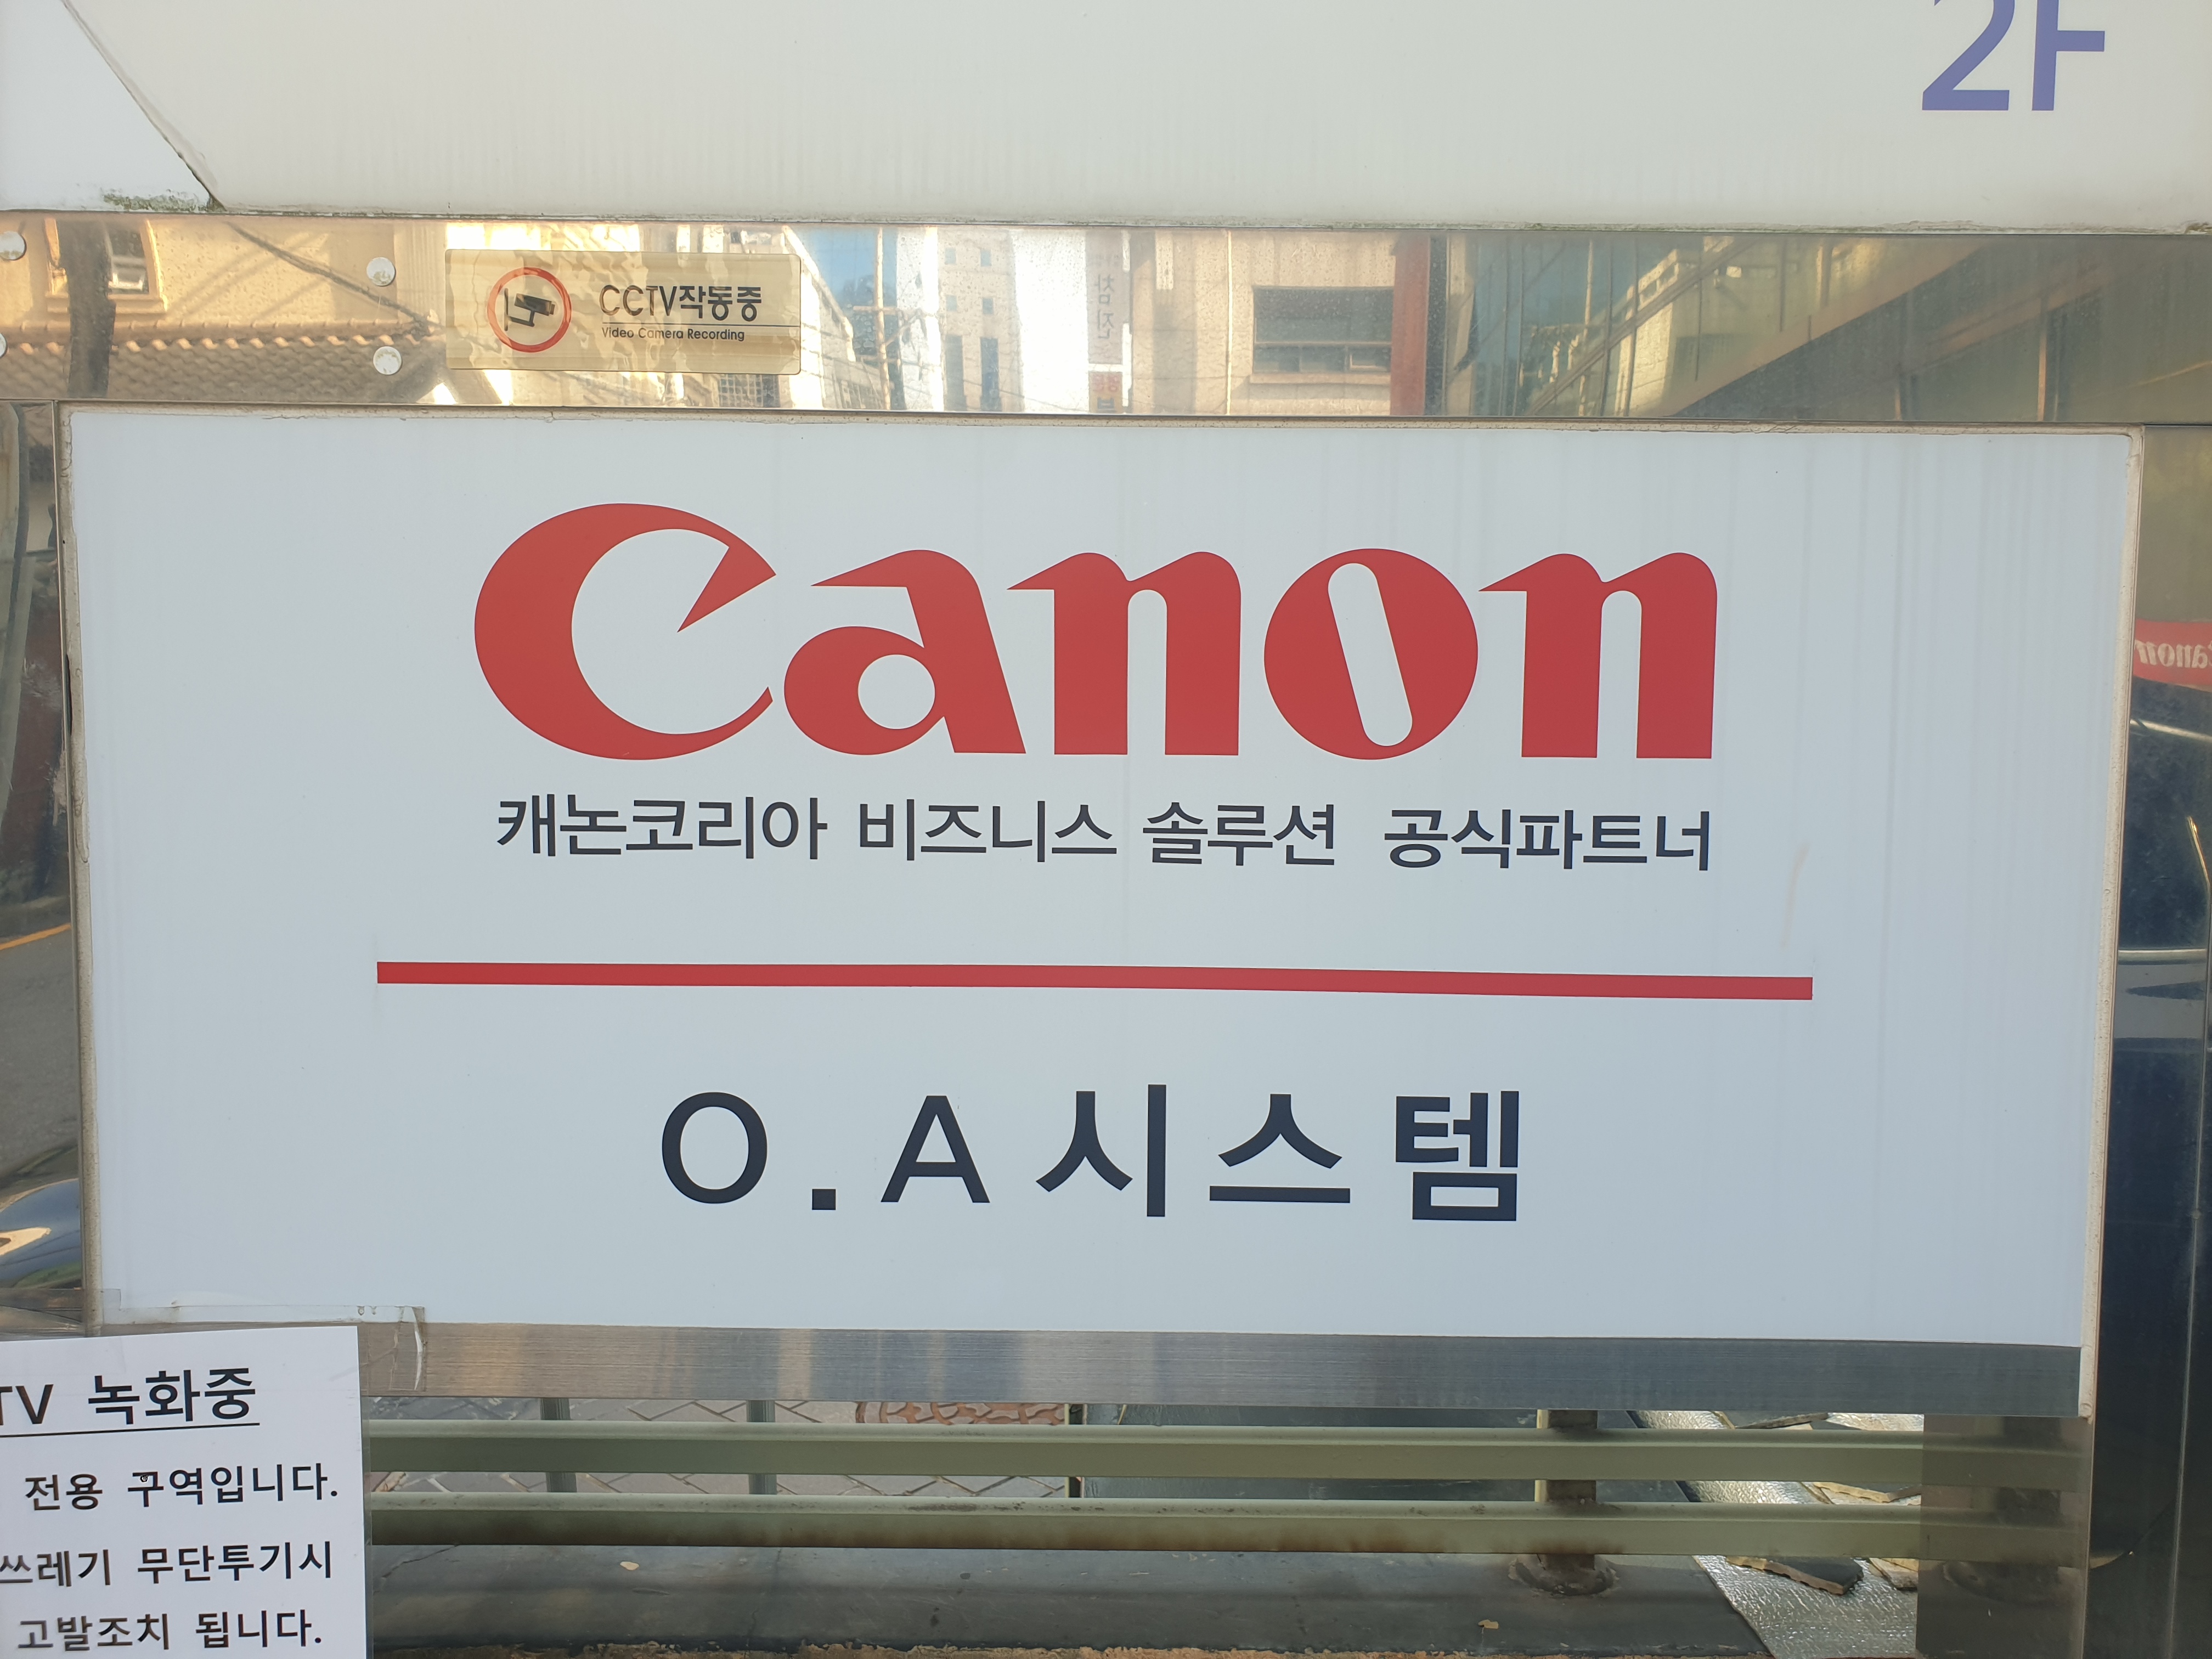 2F
CCTV작동중
Video Camera Recording
Canon
캐논코리아 비즈니스 솔루션 공식파트너
O.A시스템
TV 녹화중
전용 구역입니다.
쓰레기 무단투기시
고발조치 됩니다.
Canon